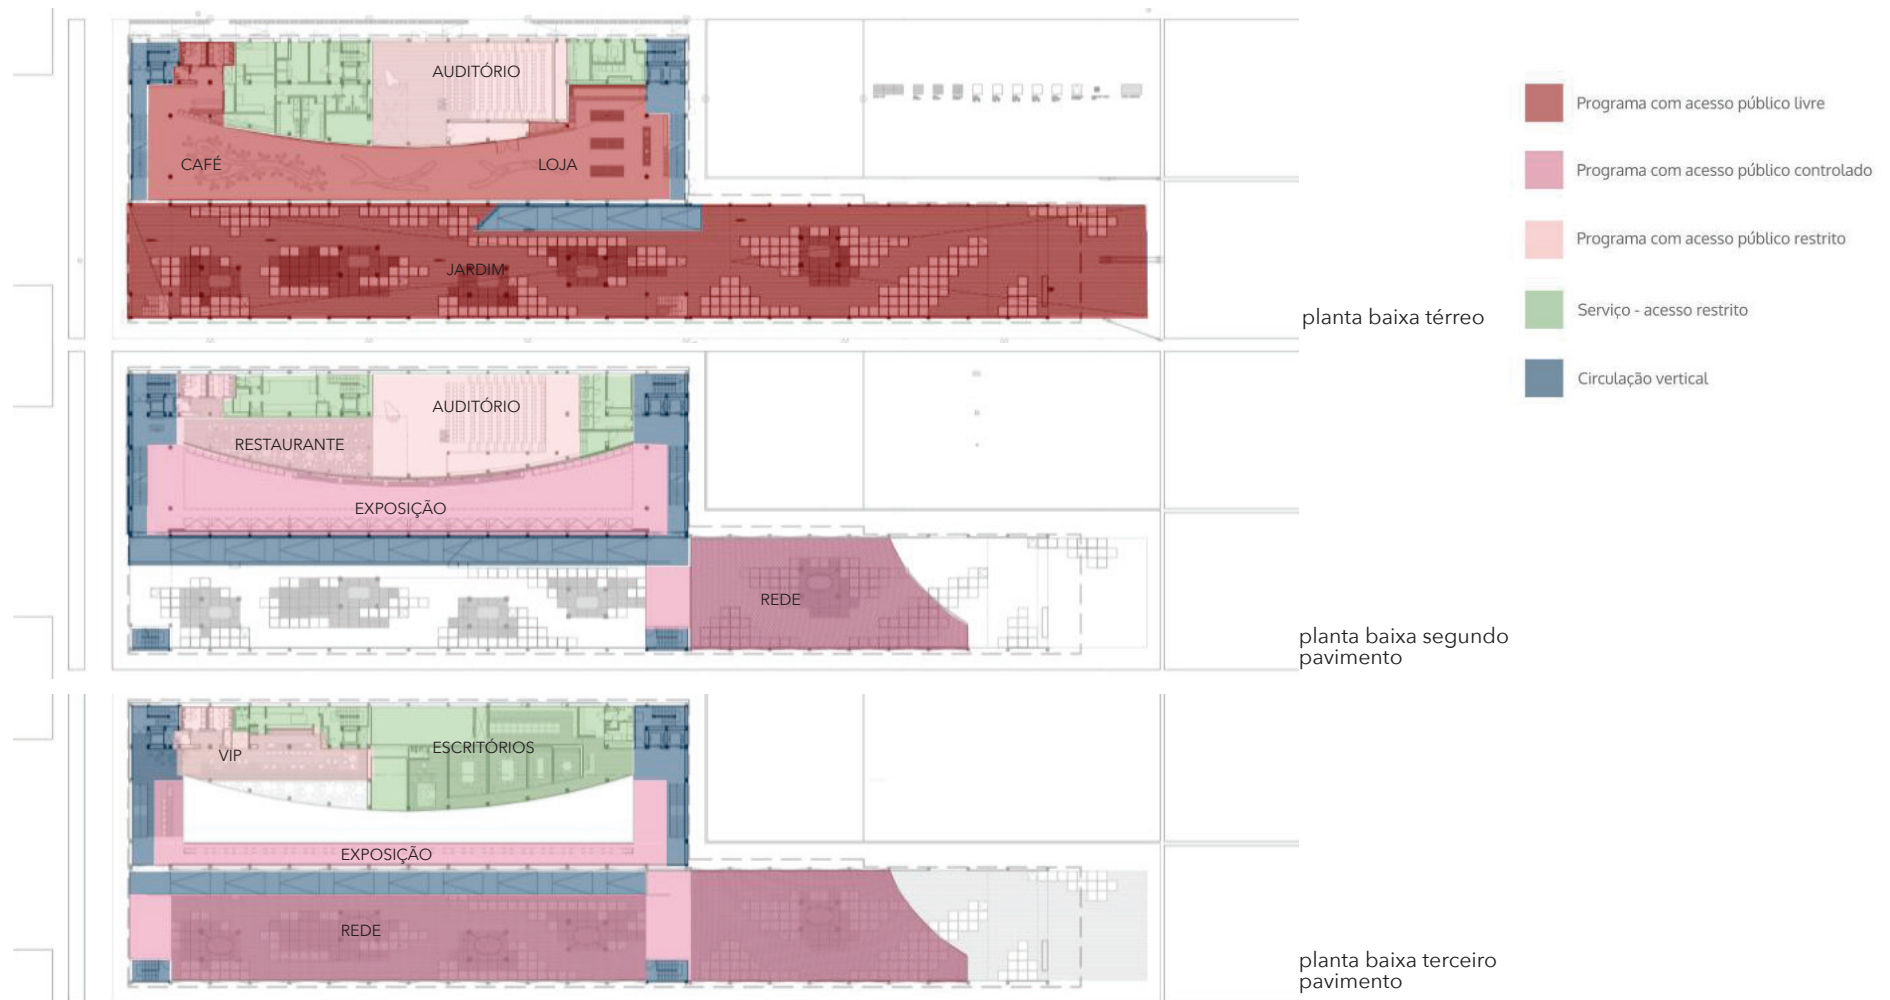 AUDITÓRIO
CAFÉ
LOJA
JARDIM
planta baixa térreo
AUDITÓRIO
RESTAURANTE
EXPOSIÇÃO
REDE
planta baixa segundo
pavimento
VIP
ESCRITÓRIOS
EXPOSIÇÃO
REDE
planta baixa terceiro
pavimento
Programa com acesso público livre
Programa com acesso público controlado
Programa com acesso público restrito
Serviço - acesso restrito
Circulação vertical